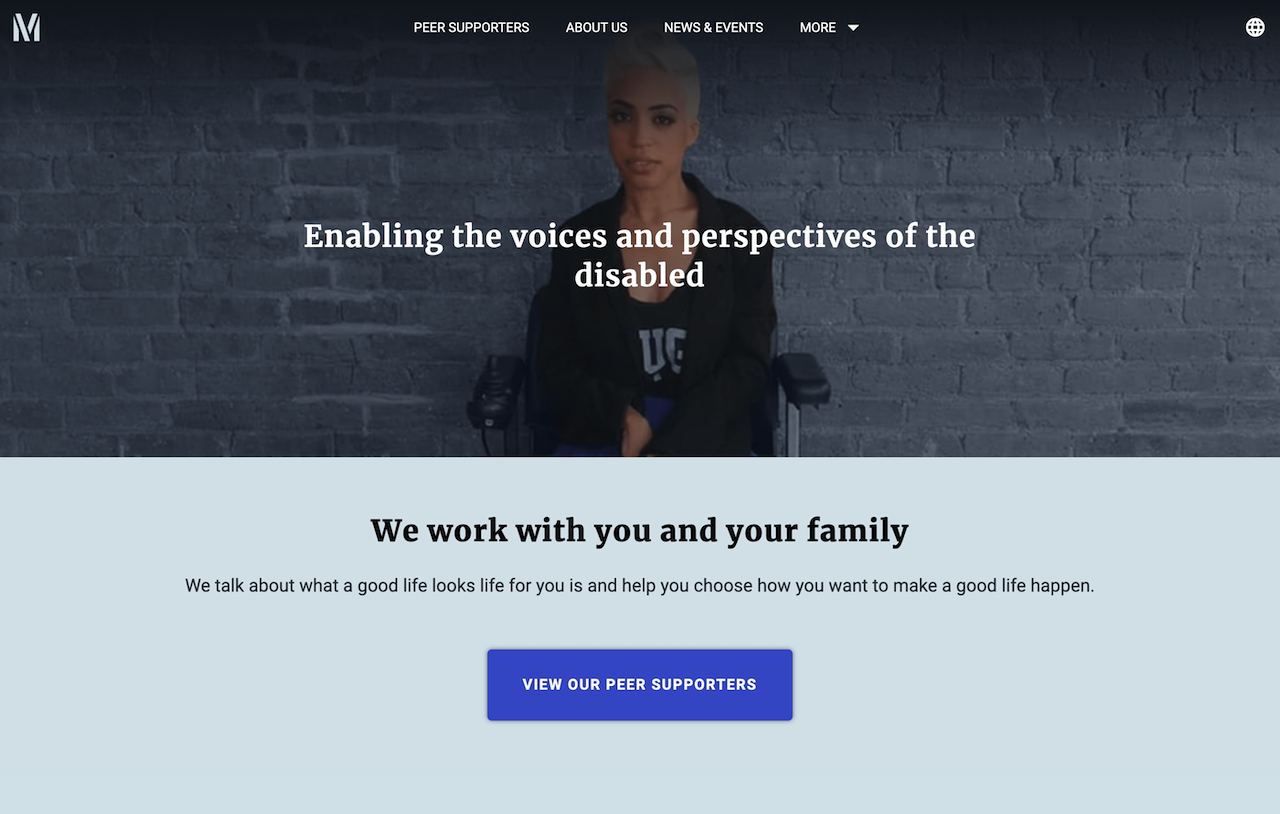 M
PEER SUPPORTERS
ABOUT US
NEWS & EVENTS
MORE
Enabling the voices and perspectives of the
disabled
UG
We work with you and your family
We talk about what a good life looks life for you is and help you choose how you want to make a good life happen.
VIEW OUR PEER SUPPORTERS